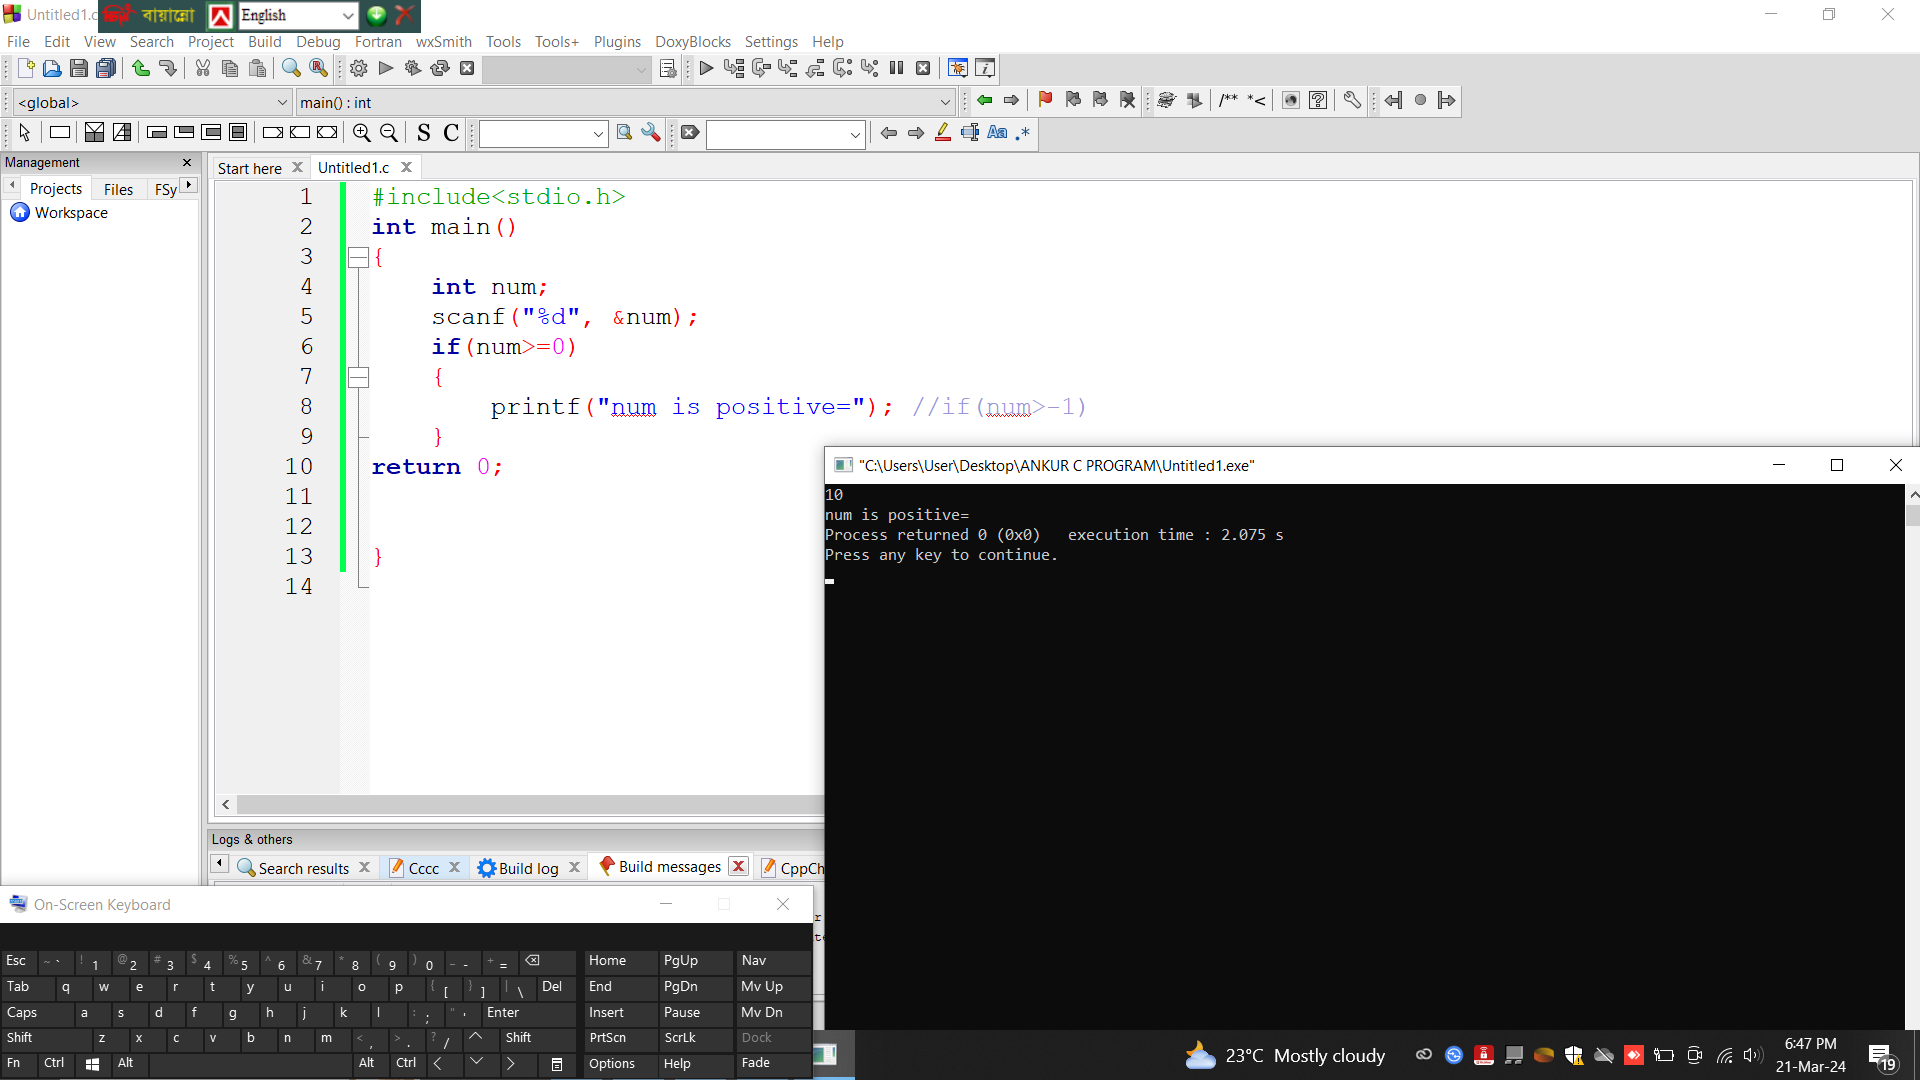 Untitled1.c
বায়ান্নো
English
File Edit View Search Project Build Debug Fortran wxSmith Tools Tools+ Plugins DoxyBlocks Settings Help
<global>
main() : int
/** *<
S C
Aa .*
Management
Start here
Untitled1.c
Projects Files FSy
Workspace
1 #include<stdio.h>
2 int main()
3 {
4 int num;
5 scanf("%d", &num);
6 if(num>=0)
7 {
8 printf("num is positive="); //if(num>-1)
9 }
10 return 0;
11
12
13 }
14
"C:\Users\User\Desktop\ANKUR C PROGRAM\Untitled1.exe"
10
num is positive=
Process returned 0 (0x0) execution time : 2.075 s
Press any key to continue.
Logs & others
Search results Cccc Build log Build messages CppCh
On-Screen Keyboard
Esc ~ ` ! 1 @ 2 # 3 $ 4 % 5 ^ 6 & 7 * 8 ( 9 ) 0 _ - + = Home PgUp Nav
Tab q w e r t y u i o p { [ } ] | \ Del End PgDn Mv Up
Caps a s d f g h j k l : ; " ' Enter Insert Pause Mv Dn
Shift z x c v b n m < , > . ? / Shift PrtScn ScrLk Dock
Fn Ctrl Alt Alt Ctrl Options Help Fade
23°C Mostly cloudy
6:47 PM
21-Mar-24
19